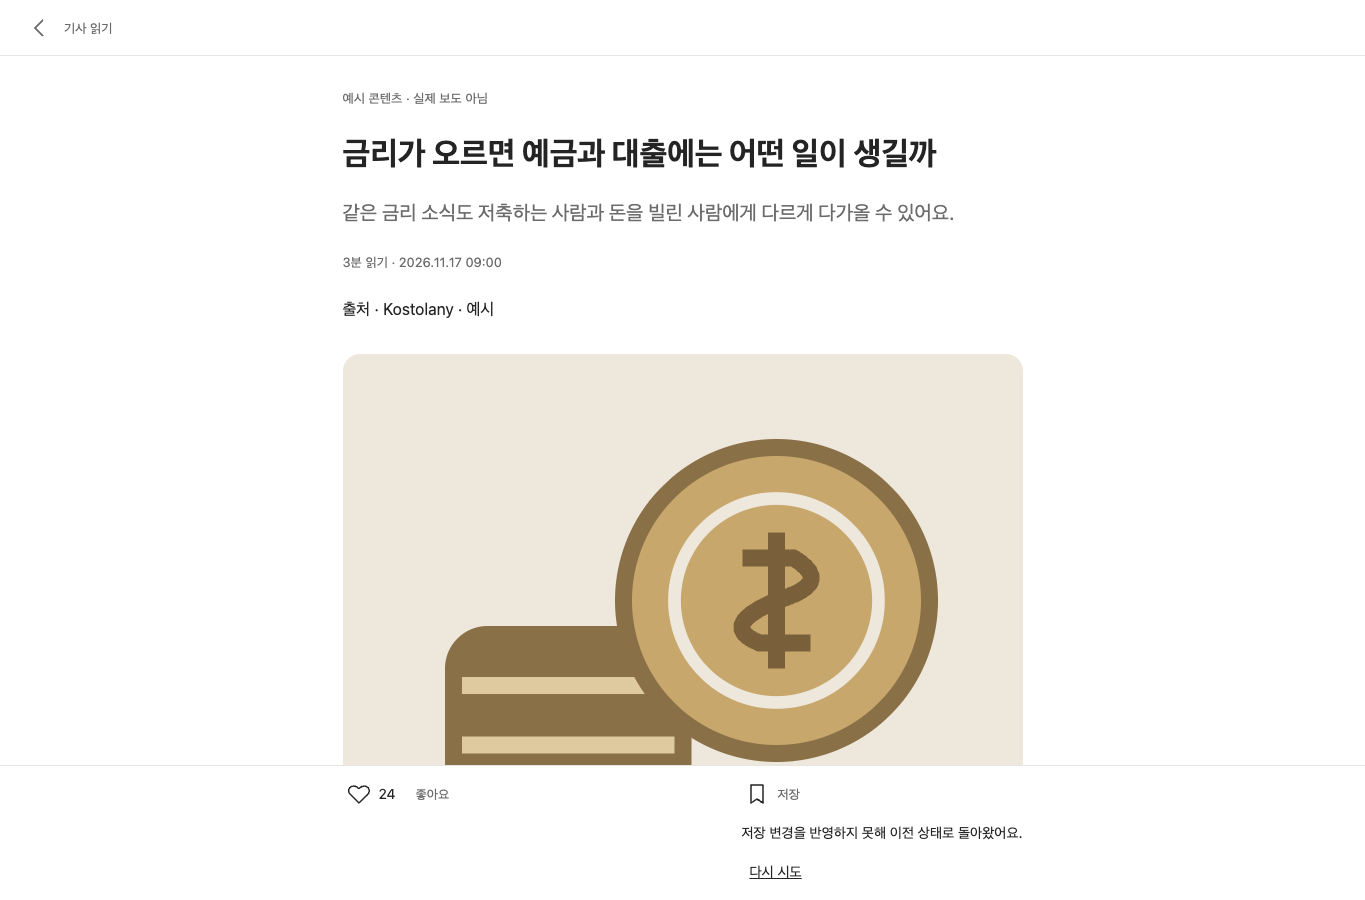 기사 읽기
예시 콘텐츠 · 실제 보도 아님
금리가 오르면 예금과 대출에는 어떤 일이 생길까
같은 금리 소식도 저축하는 사람과 돈을 빌린 사람에게 다르게 다가올 수 있어요.
3분 읽기 · 2026.11.17 09:00
출처 · Kostolany · 예시
24 좋아요
저장
저장 변경을 반영하지 못해 이전 상태로 돌아왔어요.
다시 시도